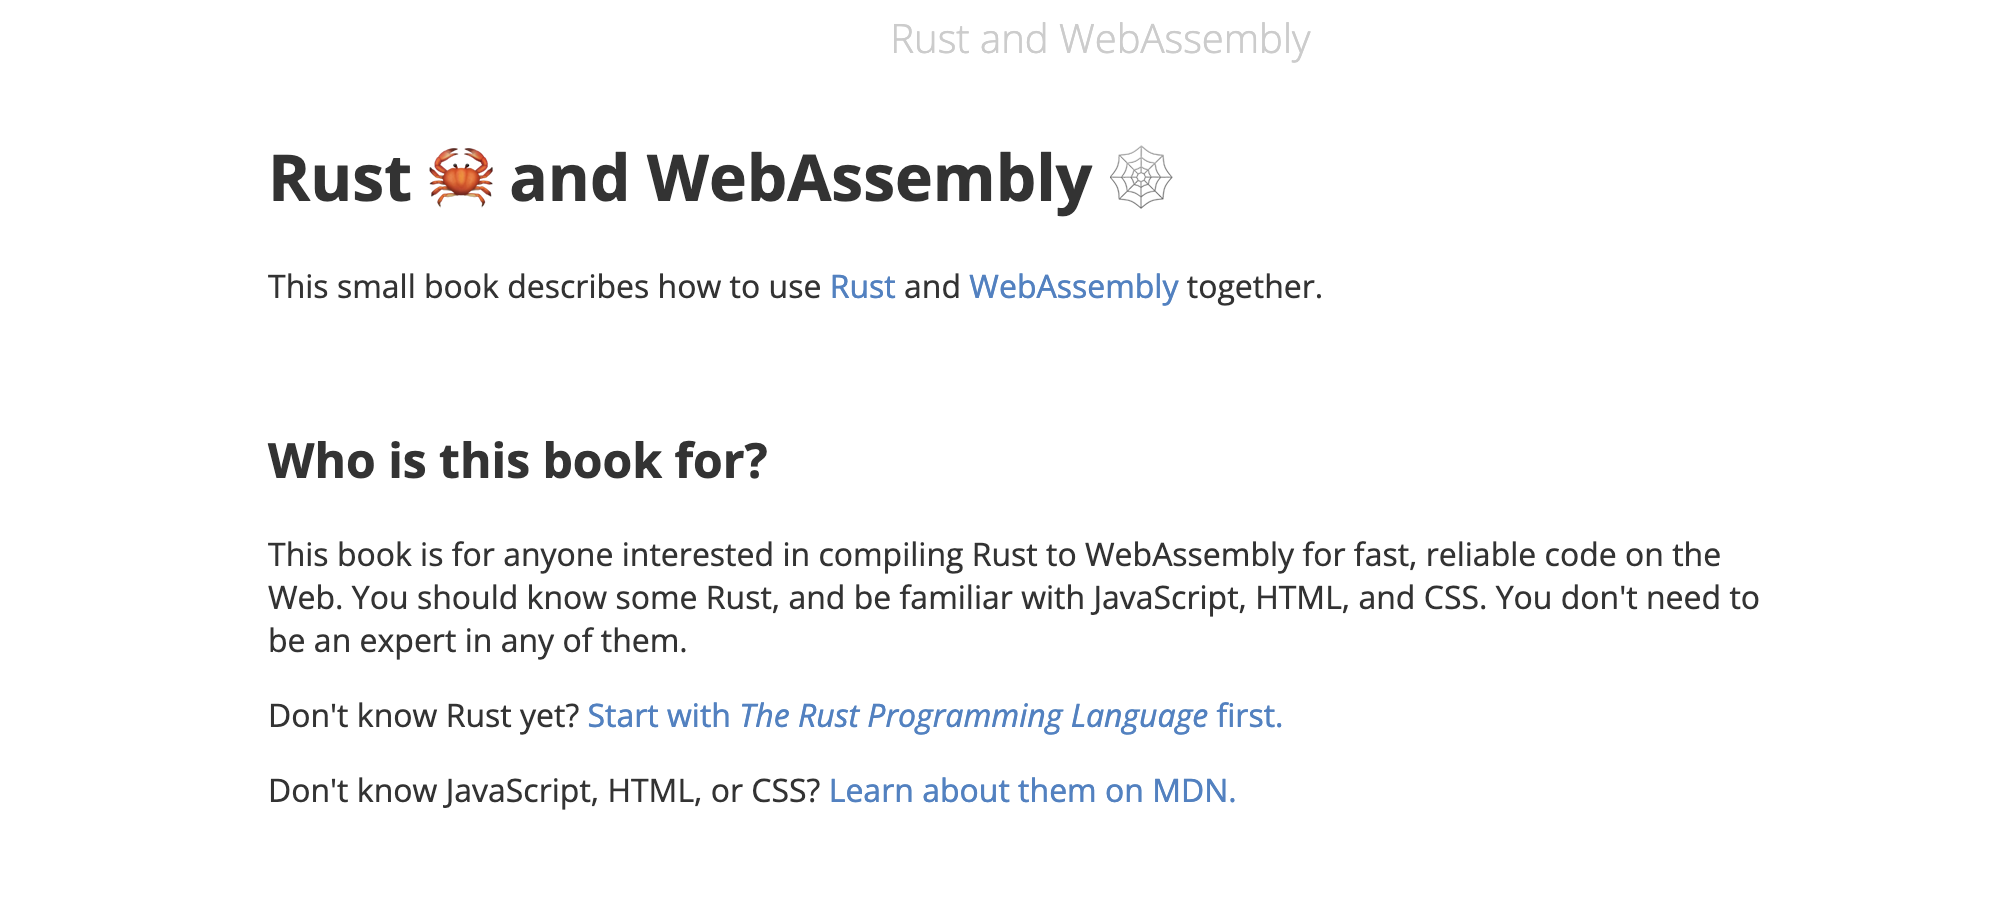 Rust and WebAssembly
Rust 🦀 and WebAssembly 🕸
This small book describes how to use Rust and WebAssembly together.
Who is this book for?
This book is for anyone interested in compiling Rust to WebAssembly for fast, reliable code on the
Web. You should know some Rust, and be familiar with JavaScript, HTML, and CSS. You don't need to
be an expert in any of them.
Don't know Rust yet? Start with The Rust Programming Language first.
Don't know JavaScript, HTML, or CSS? Learn about them on MDN.